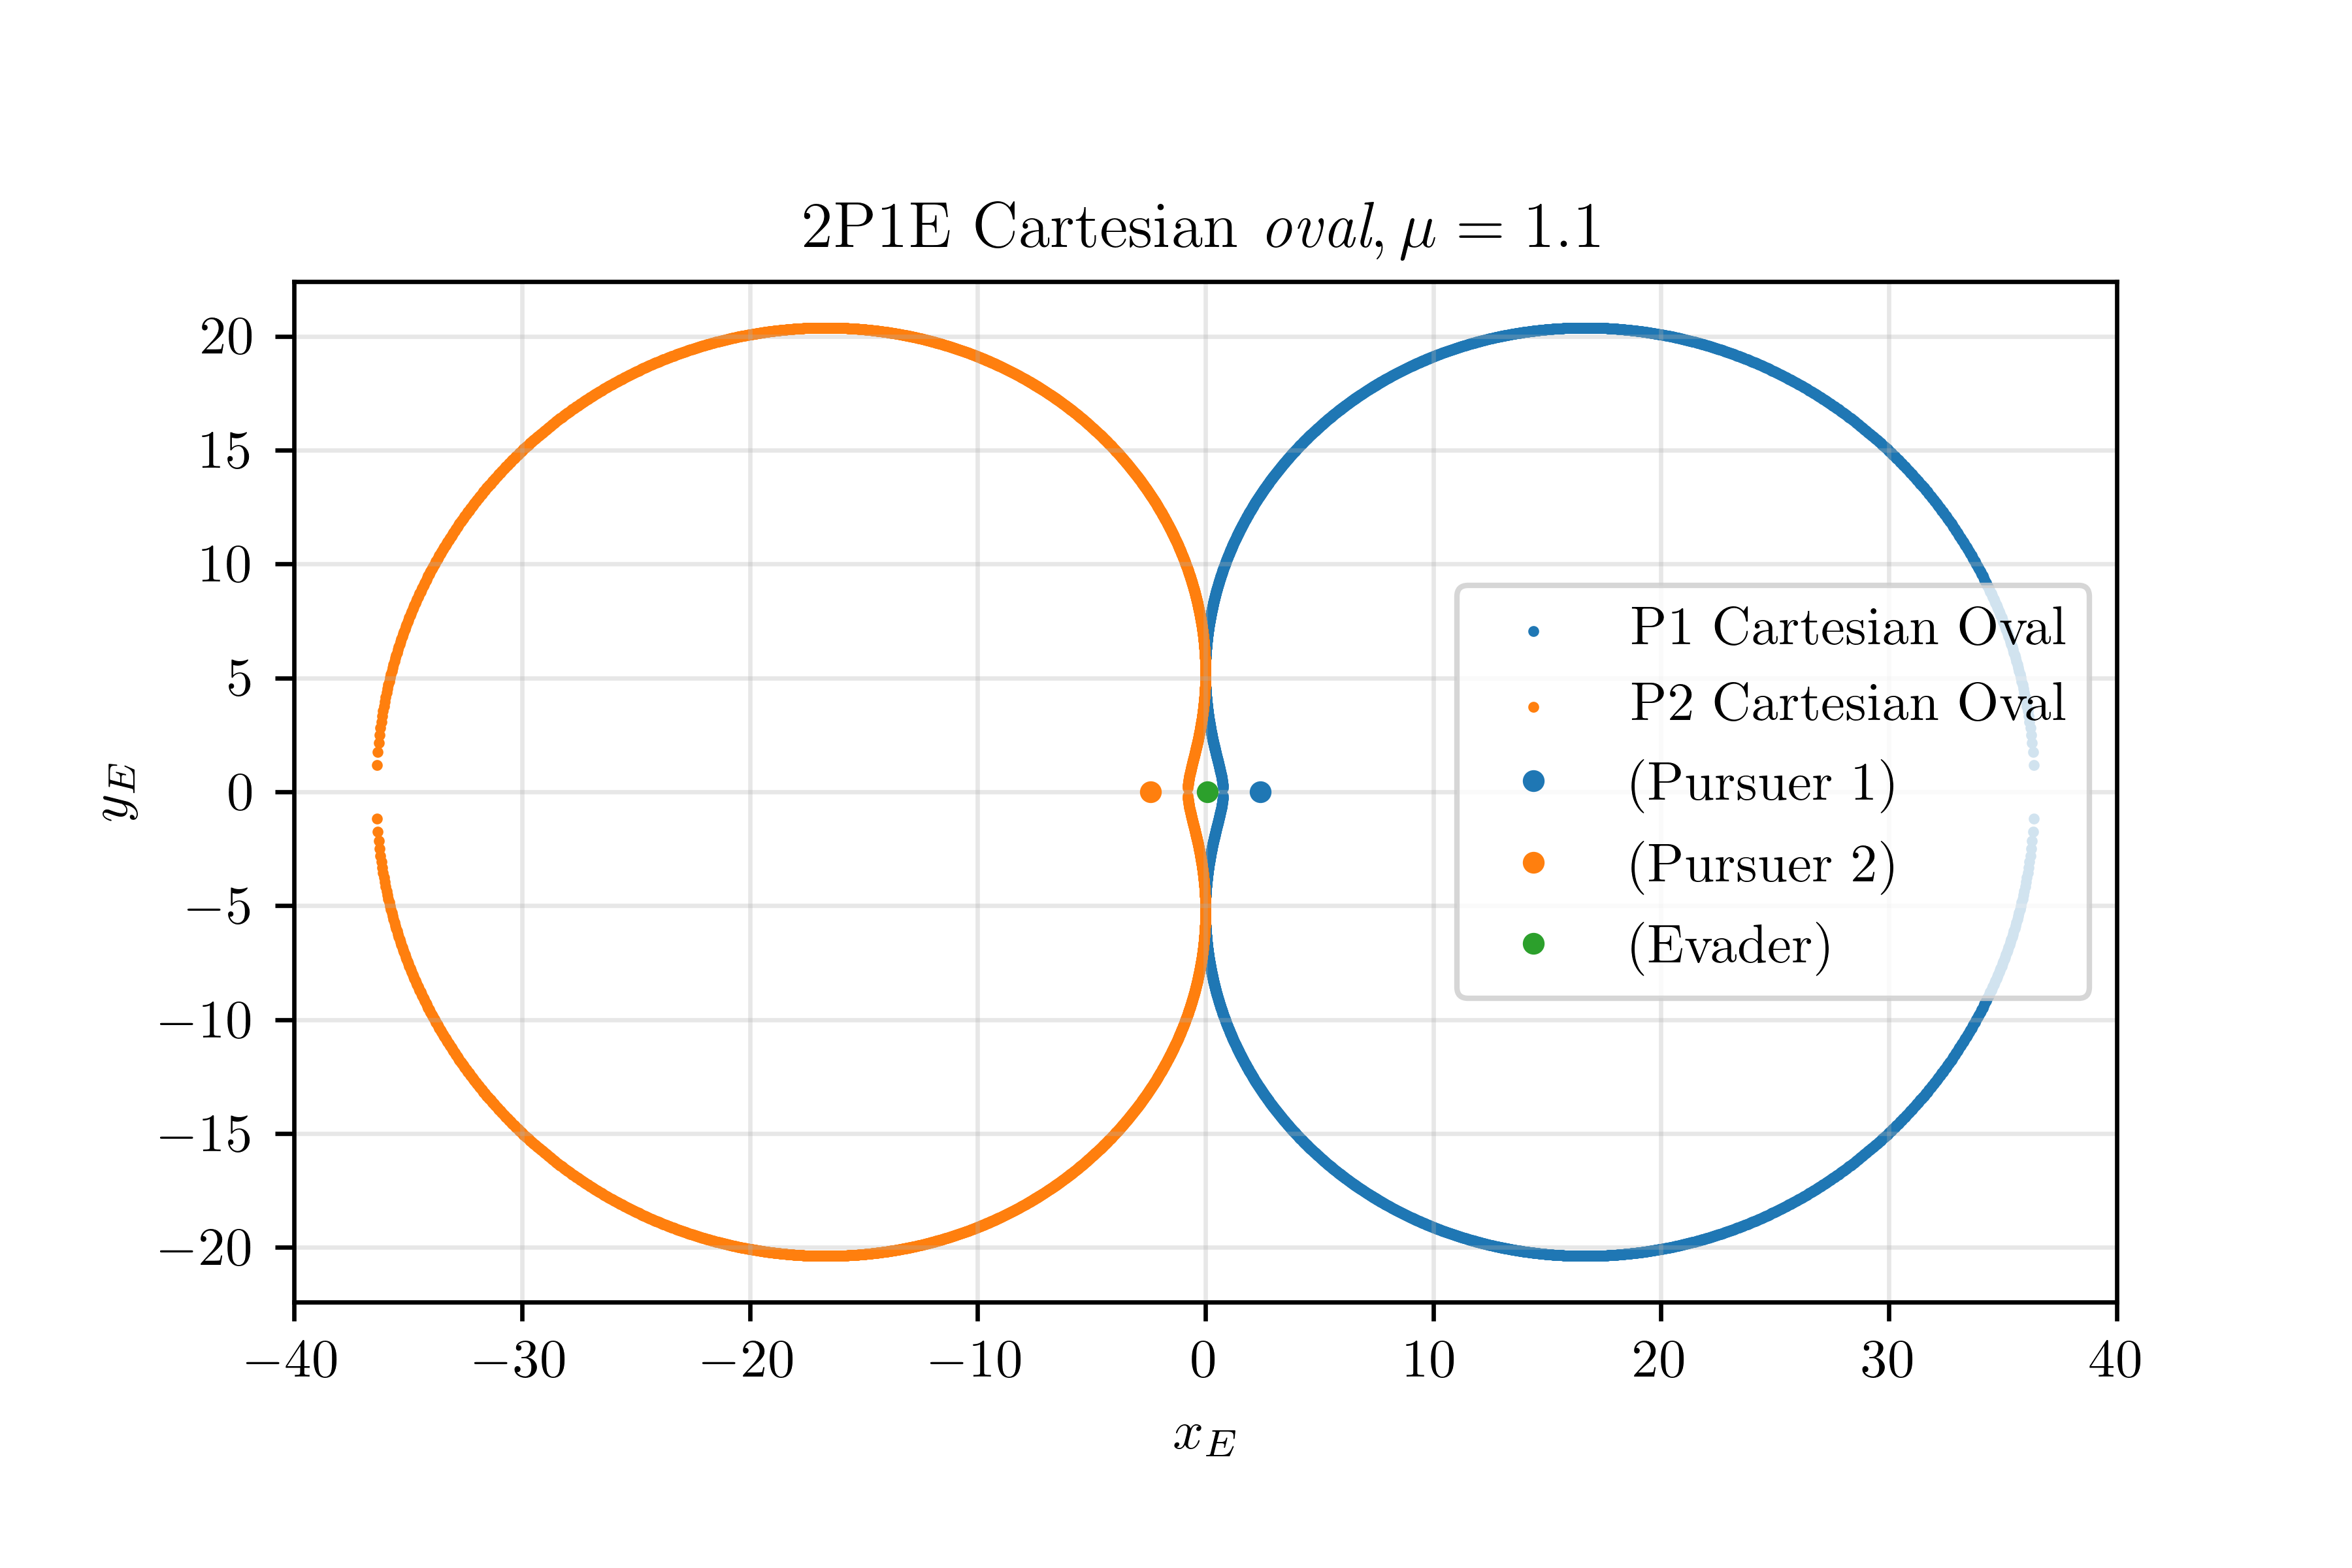 2P1E Cartesian oval, μ = 1.1
20
15
10
5
0
−5
−10
−15
−20
y_E
P1 Cartesian Oval
P2 Cartesian Oval
(Pursuer 1)
(Pursuer 2)
(Evader)
−40 −30 −20 −10 0 10 20 30 40
x_E